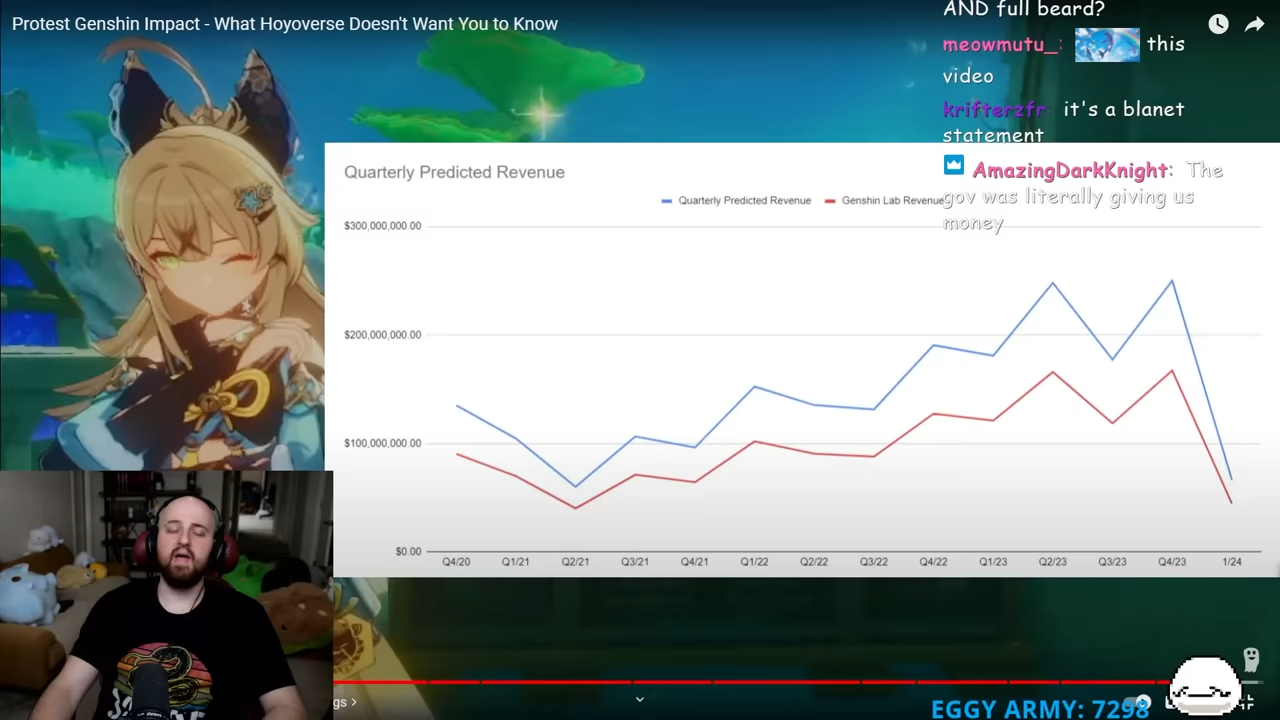 Protest Genshin Impact - What Hoyoverse Doesn't Want You to Know
AND full beard?
meowmutu_: this
video
krifterzfr: it's a blanet
statement
AmazingDarkKnight: The
gov was literally giving us
money
Quarterly Predicted Revenue
Quarterly Predicted Revenue
Genshin Lab Revenue
$300,000,000.00
$200,000,000.00
$100,000,000.00
$0.00
Q4/20 Q1/21 Q2/21 Q3/21 Q4/21 Q1/22 Q2/22 Q3/22 Q4/22 Q1/23 Q2/23 Q3/23 Q4/23 1/24
gs
EGGY ARMY: 7298